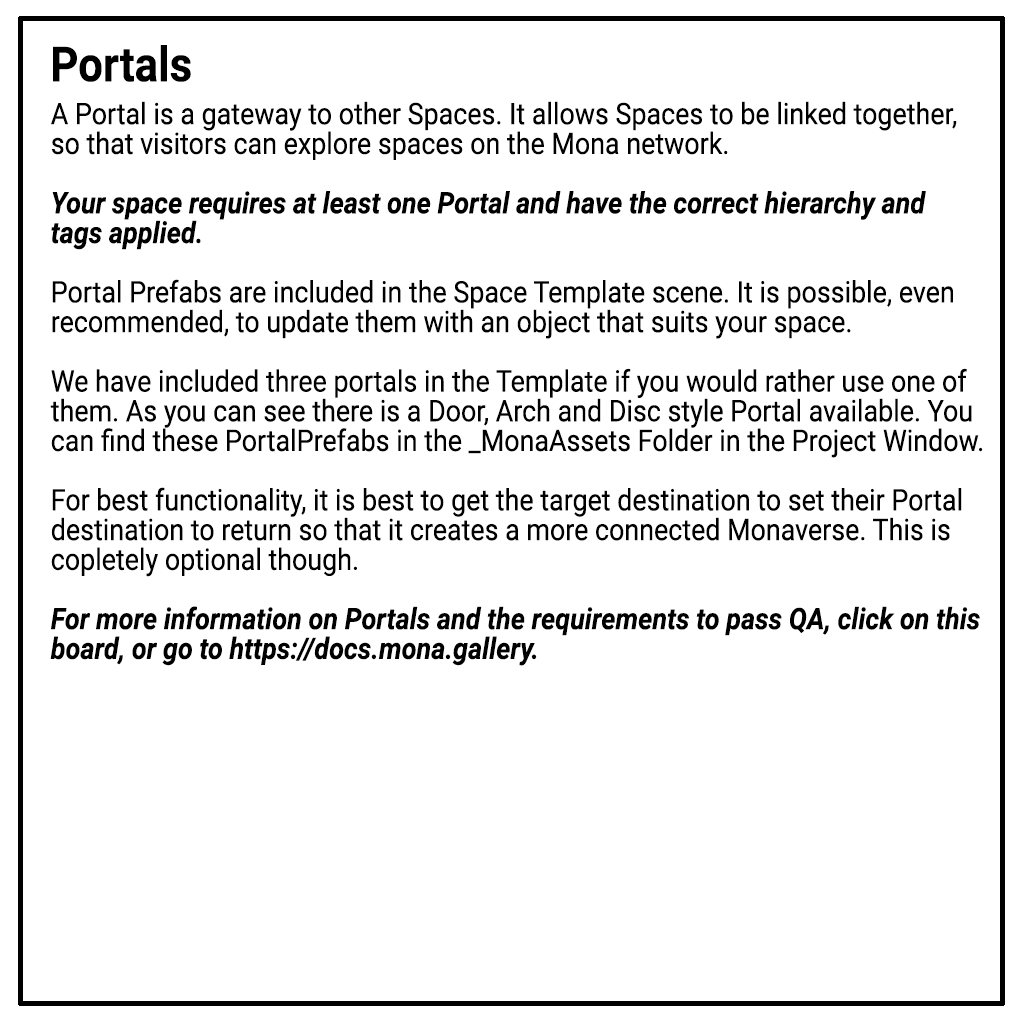 Portals
A Portal is a gateway to other Spaces. It allows Spaces to be linked together,
so that visitors can explore spaces on the Mona network.
Your space requires at least one Portal and have the correct hierarchy and
tags applied.
Portal Prefabs are included in the Space Template scene. It is possible, even
recommended, to update them with an object that suits your space.
We have included three portals in the Template if you would rather use one of
them. As you can see there is a Door, Arch and Disc style Portal available. You
can find these PortalPrefabs in the _MonaAssets Folder in the Project Window.
For best functionality, it is best to get the target destination to set their Portal
destination to return so that it creates a more connected Monaverse. This is
copletely optional though.
For more information on Portals and the requirements to pass QA, click on this
board, or go to https://docs.mona.gallery.